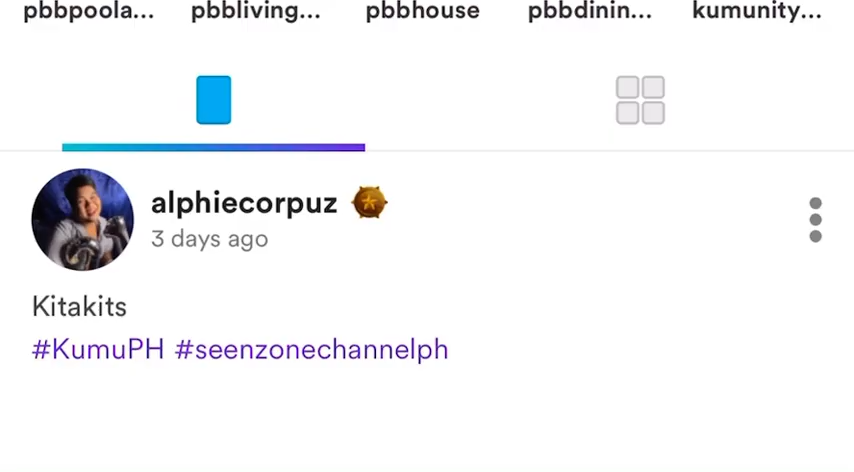 pbbpoola... pbbliving... pbbhouse pbbdinin... kumunity...
alphiecorpuz
3 days ago
Kitakits
#KumuPH #seenzonechannelph